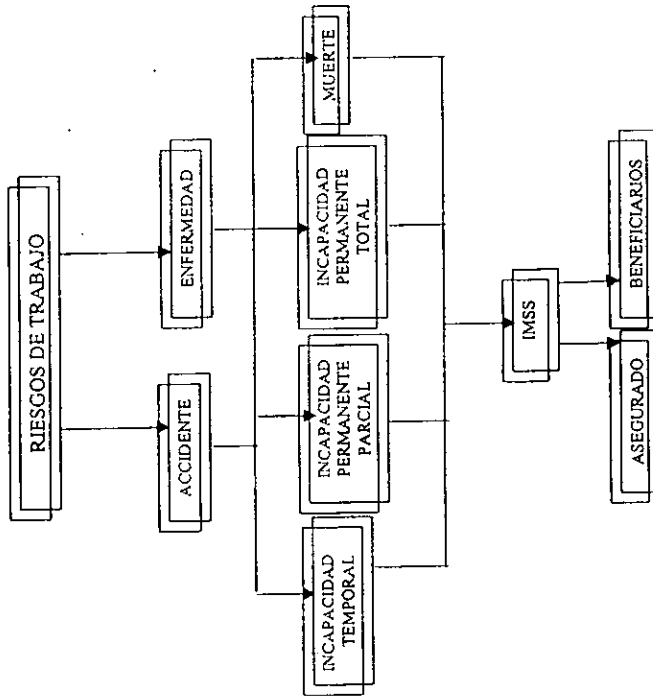 RIESGOS DE TRABAJO
ACCIDENTE
ENFERMEDAD
INCAPACIDAD
TEMPORAL
INCAPACIDAD
PERMANENTE
PARCIAL
INCAPACIDAD
PERMANENTE
TOTAL
MUERTE
IMSS
ASEGURADO
BENEFICIARIOS